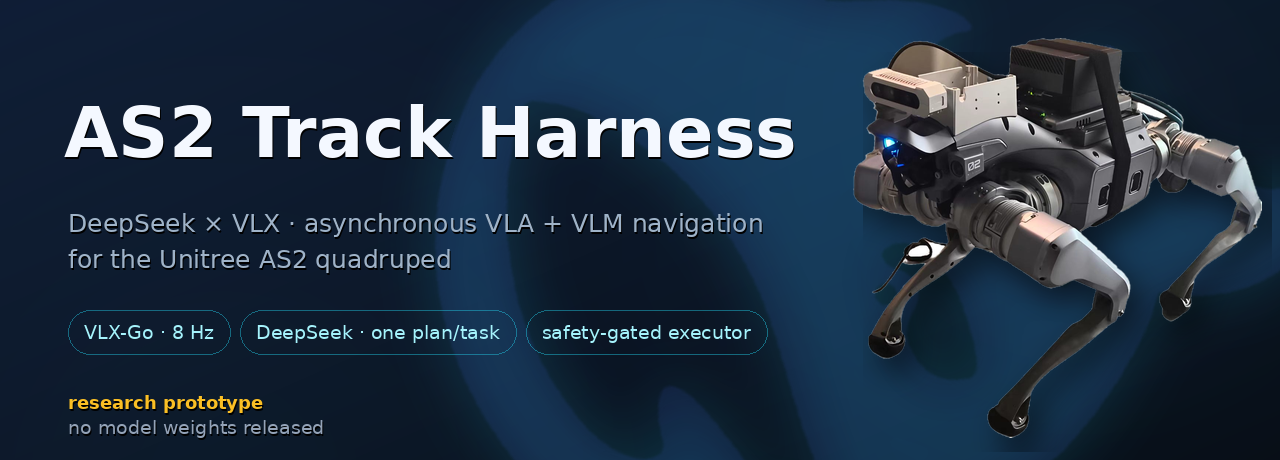 AS2 Track Harness
DeepSeek × VLX · asynchronous VLA + VLM navigation
for the Unitree AS2 quadruped
VLX-Go · 8 Hz
DeepSeek · one plan/task
safety-gated executor
research prototype
no model weights released